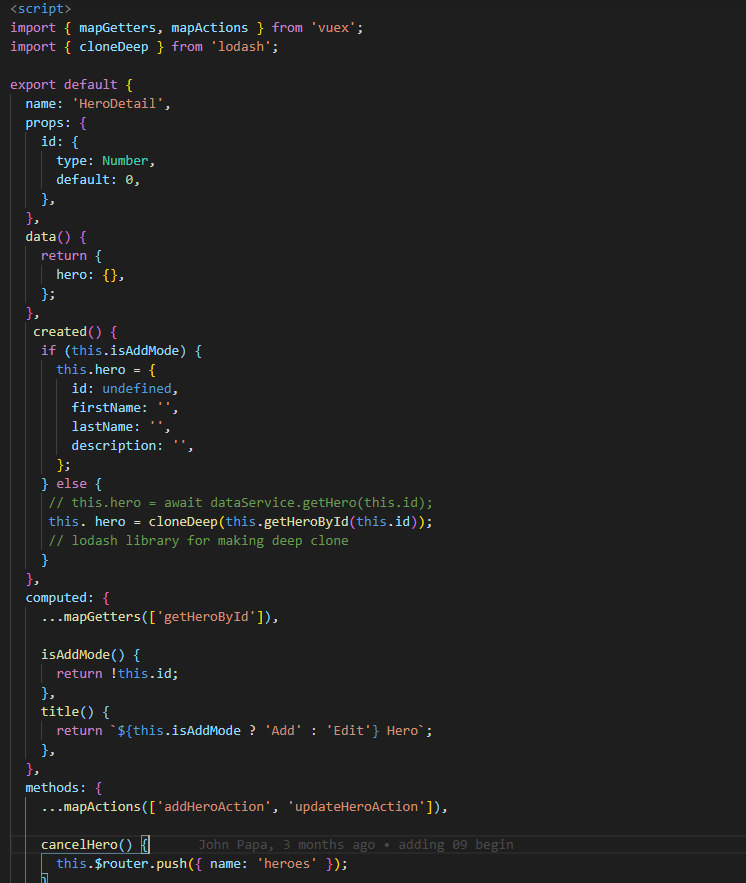 <script>
import { mapGetters, mapActions } from 'vuex';
import { cloneDeep } from 'lodash';

export default {
  name: 'HeroDetail',
  props: {
    id: {
      type: Number,
      default: 0,
    },
  },
  data() {
    return {
      hero: {},
    };
  },
   created() {
    if (this.isAddMode) {
      this.hero = {
        id: undefined,
        firstName: '',
        lastName: '',
        description: '',
      };
    } else {
     // this.hero = await dataService.getHero(this.id);
     this. hero = cloneDeep(this.getHeroById(this.id));
     // lodash library for making deep clone
    }
  },
  computed: {
    ...mapGetters(['getHeroById']),

    isAddMode() {
      return !this.id;
    },
    title() {
      return `${this.isAddMode ? 'Add' : 'Edit'} Hero`;
    },
  },
  methods: {
    ...mapActions(['addHeroAction', 'updateHeroAction']),

    cancelHero() {      John Papa, 3 months ago • adding 09 begin
      this.$router.push({ name: 'heroes' });
    }